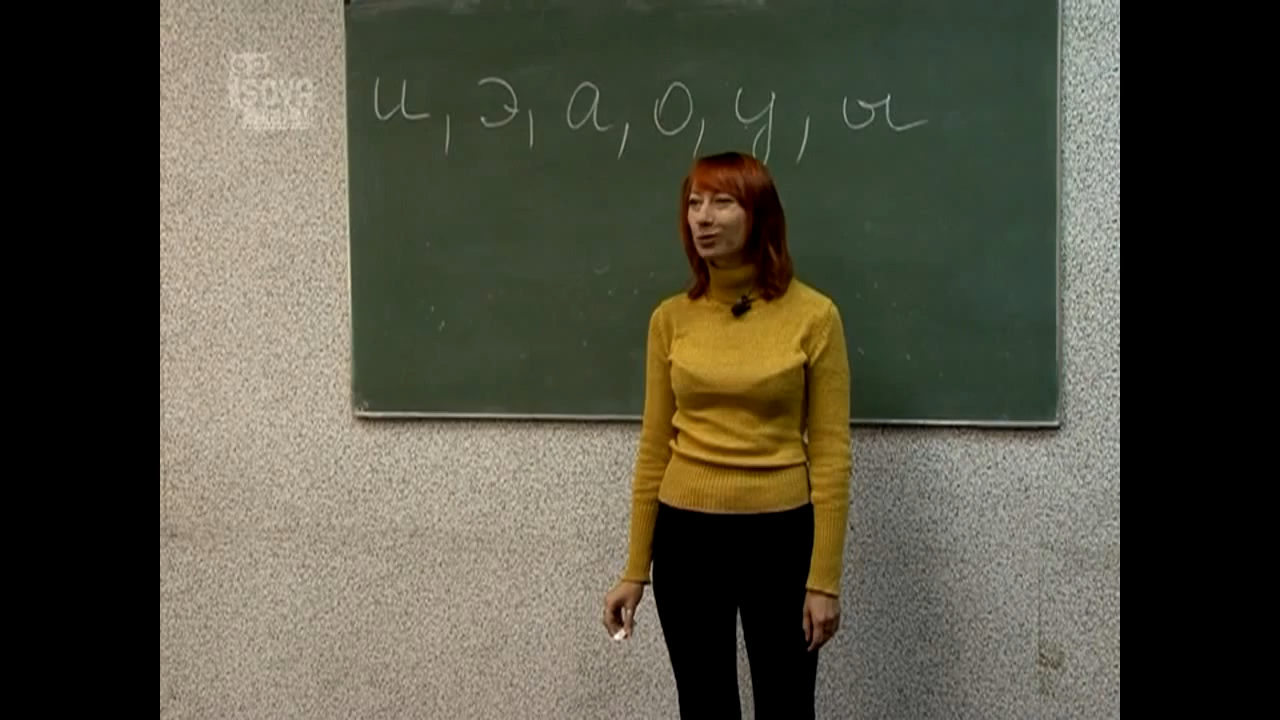 и, э, а, о, у, ы